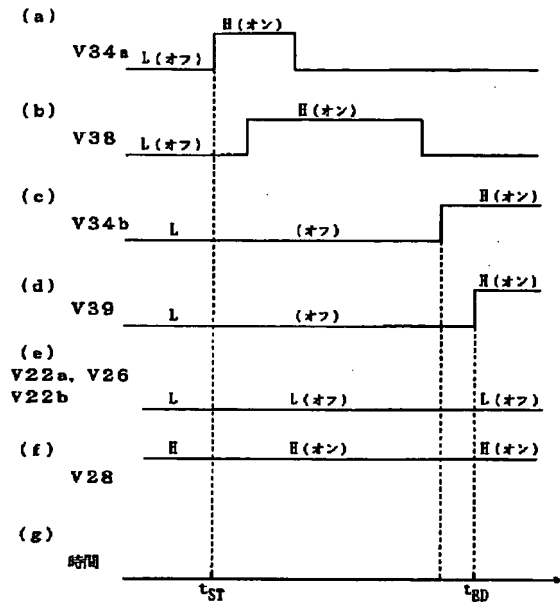 (a)
V34a
L(オフ)
H(オン)
(b)
V38
L(オフ)
H(オン)
(c)
V34b
L
(オフ)
H(オン)
(d)
V39
L
(オフ)
H(オン)
(e)
V22a, V26
V22b
L
L(オフ)
L(オフ)
(f)
V28
H
H(オン)
H(オン)
(g)
時間
tST
tBD